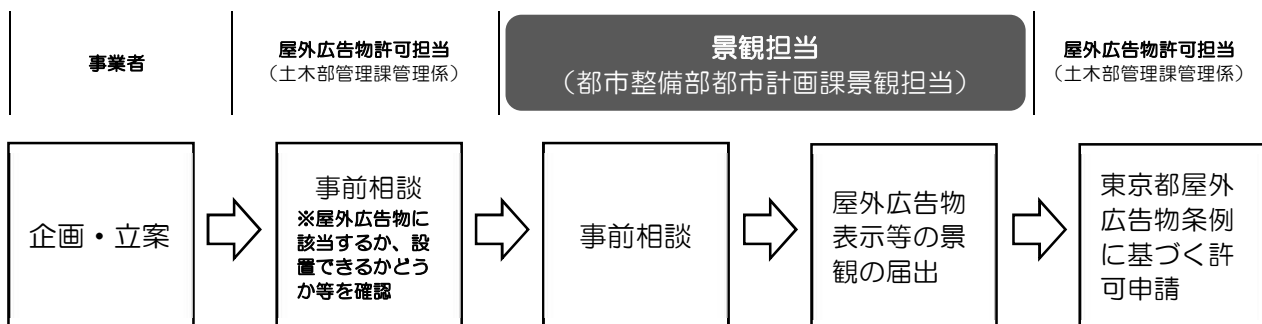 事業者
屋外広告物許可担当
（土木部管理課管理係）
景観担当
（都市整備部都市計画課景観担当）
屋外広告物許可担当
（土木部管理課管理係）
企画・立案
事前相談
※屋外広告物に
該当するか、設
置できるかどう
か等を確認
事前相談
屋外広告物
表示等の景
観の届出
東京都屋外
広告物条例
に基づく許
可申請